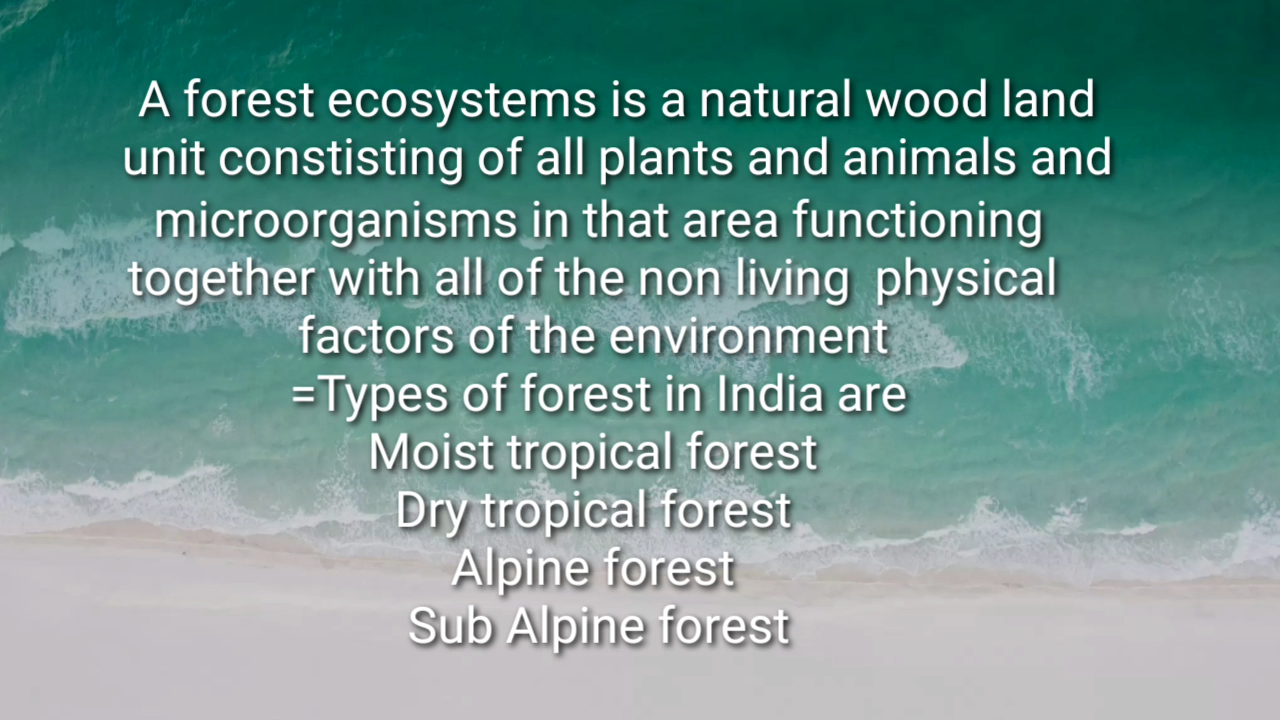 A forest ecosystems is a natural wood land
unit constisting of all plants and animals and
microorganisms in that area functioning
together with all of the non living physical
factors of the environment
=Types of forest in India are
Moist tropical forest
Dry tropical forest
Alpine forest
Sub Alpine forest